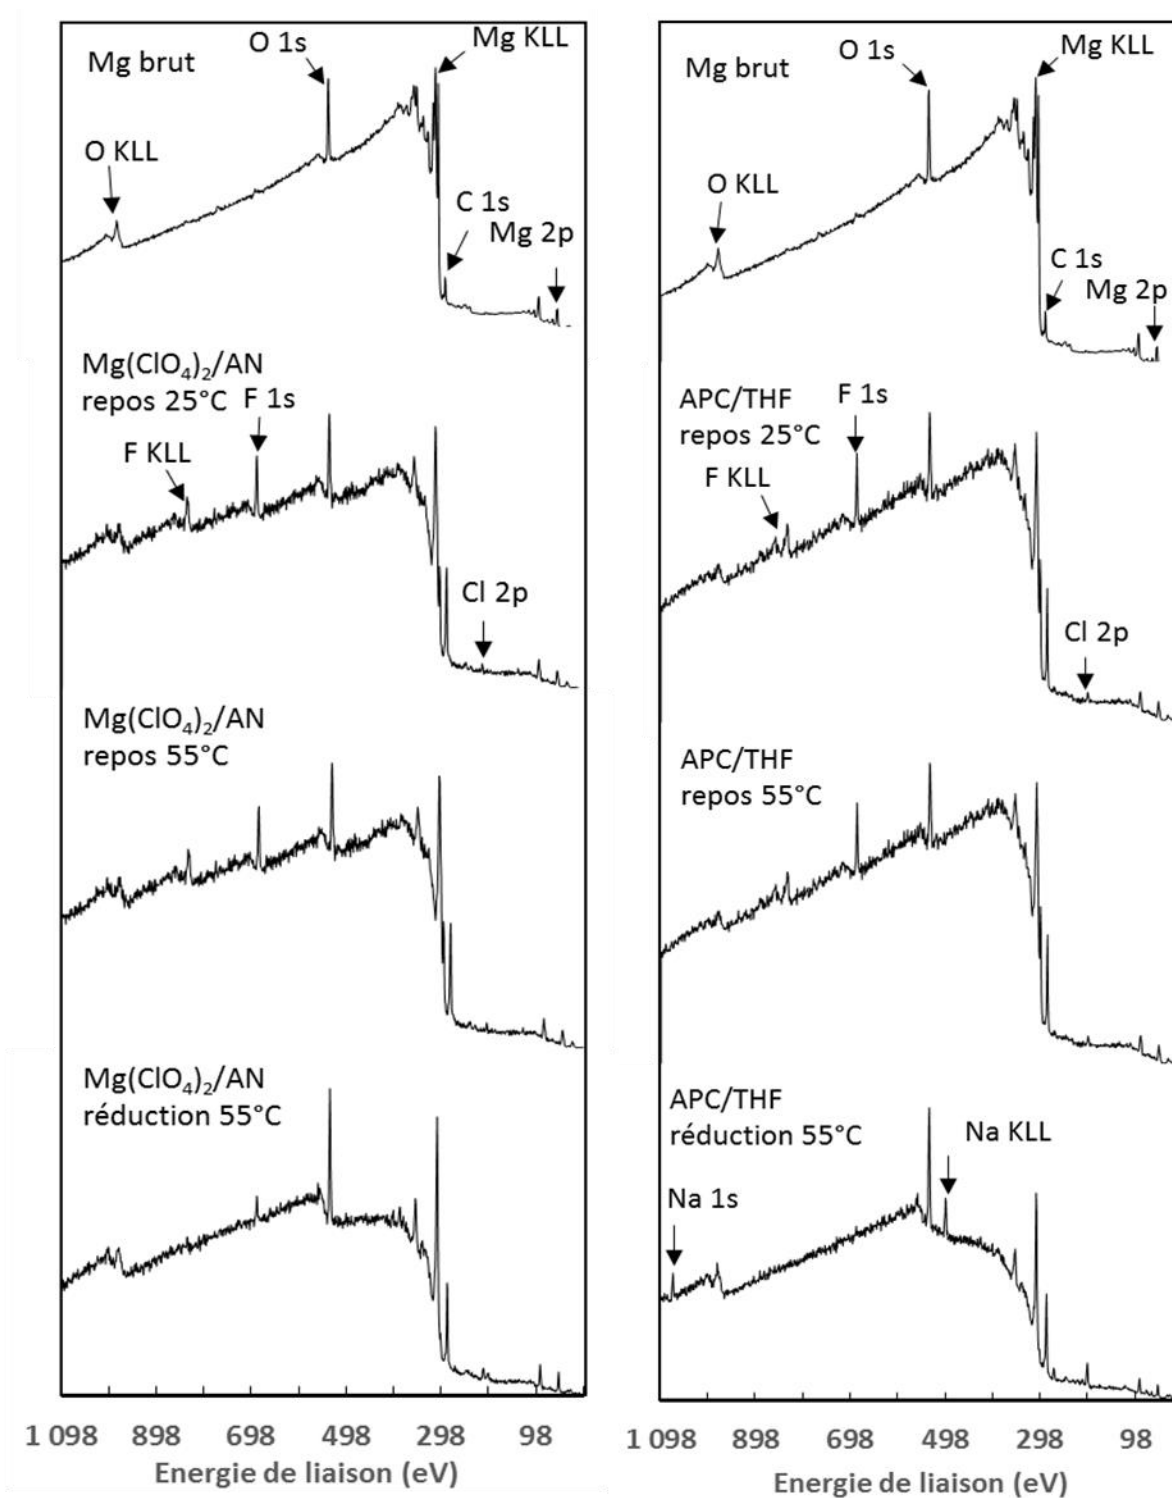 Mg brut
O 1s
Mg KLL
O KLL
C 1s
Mg 2p
Mg(ClO₄)₂/AN
repos 25°C
F 1s
F KLL
Cl 2p
Mg(ClO₄)₂/AN
repos 55°C
Mg(ClO₄)₂/AN
réduction 55°C
1 098 898 698 498 298 98
Energie de liaison (eV)
Mg brut
O 1s
Mg KLL
O KLL
C 1s
Mg 2p
APC/THF
repos 25°C
F 1s
F KLL
Cl 2p
APC/THF
repos 55°C
APC/THF
réduction 55°C
Na KLL
Na 1s
1 098 898 698 498 298 98
Energie de liaison (eV)